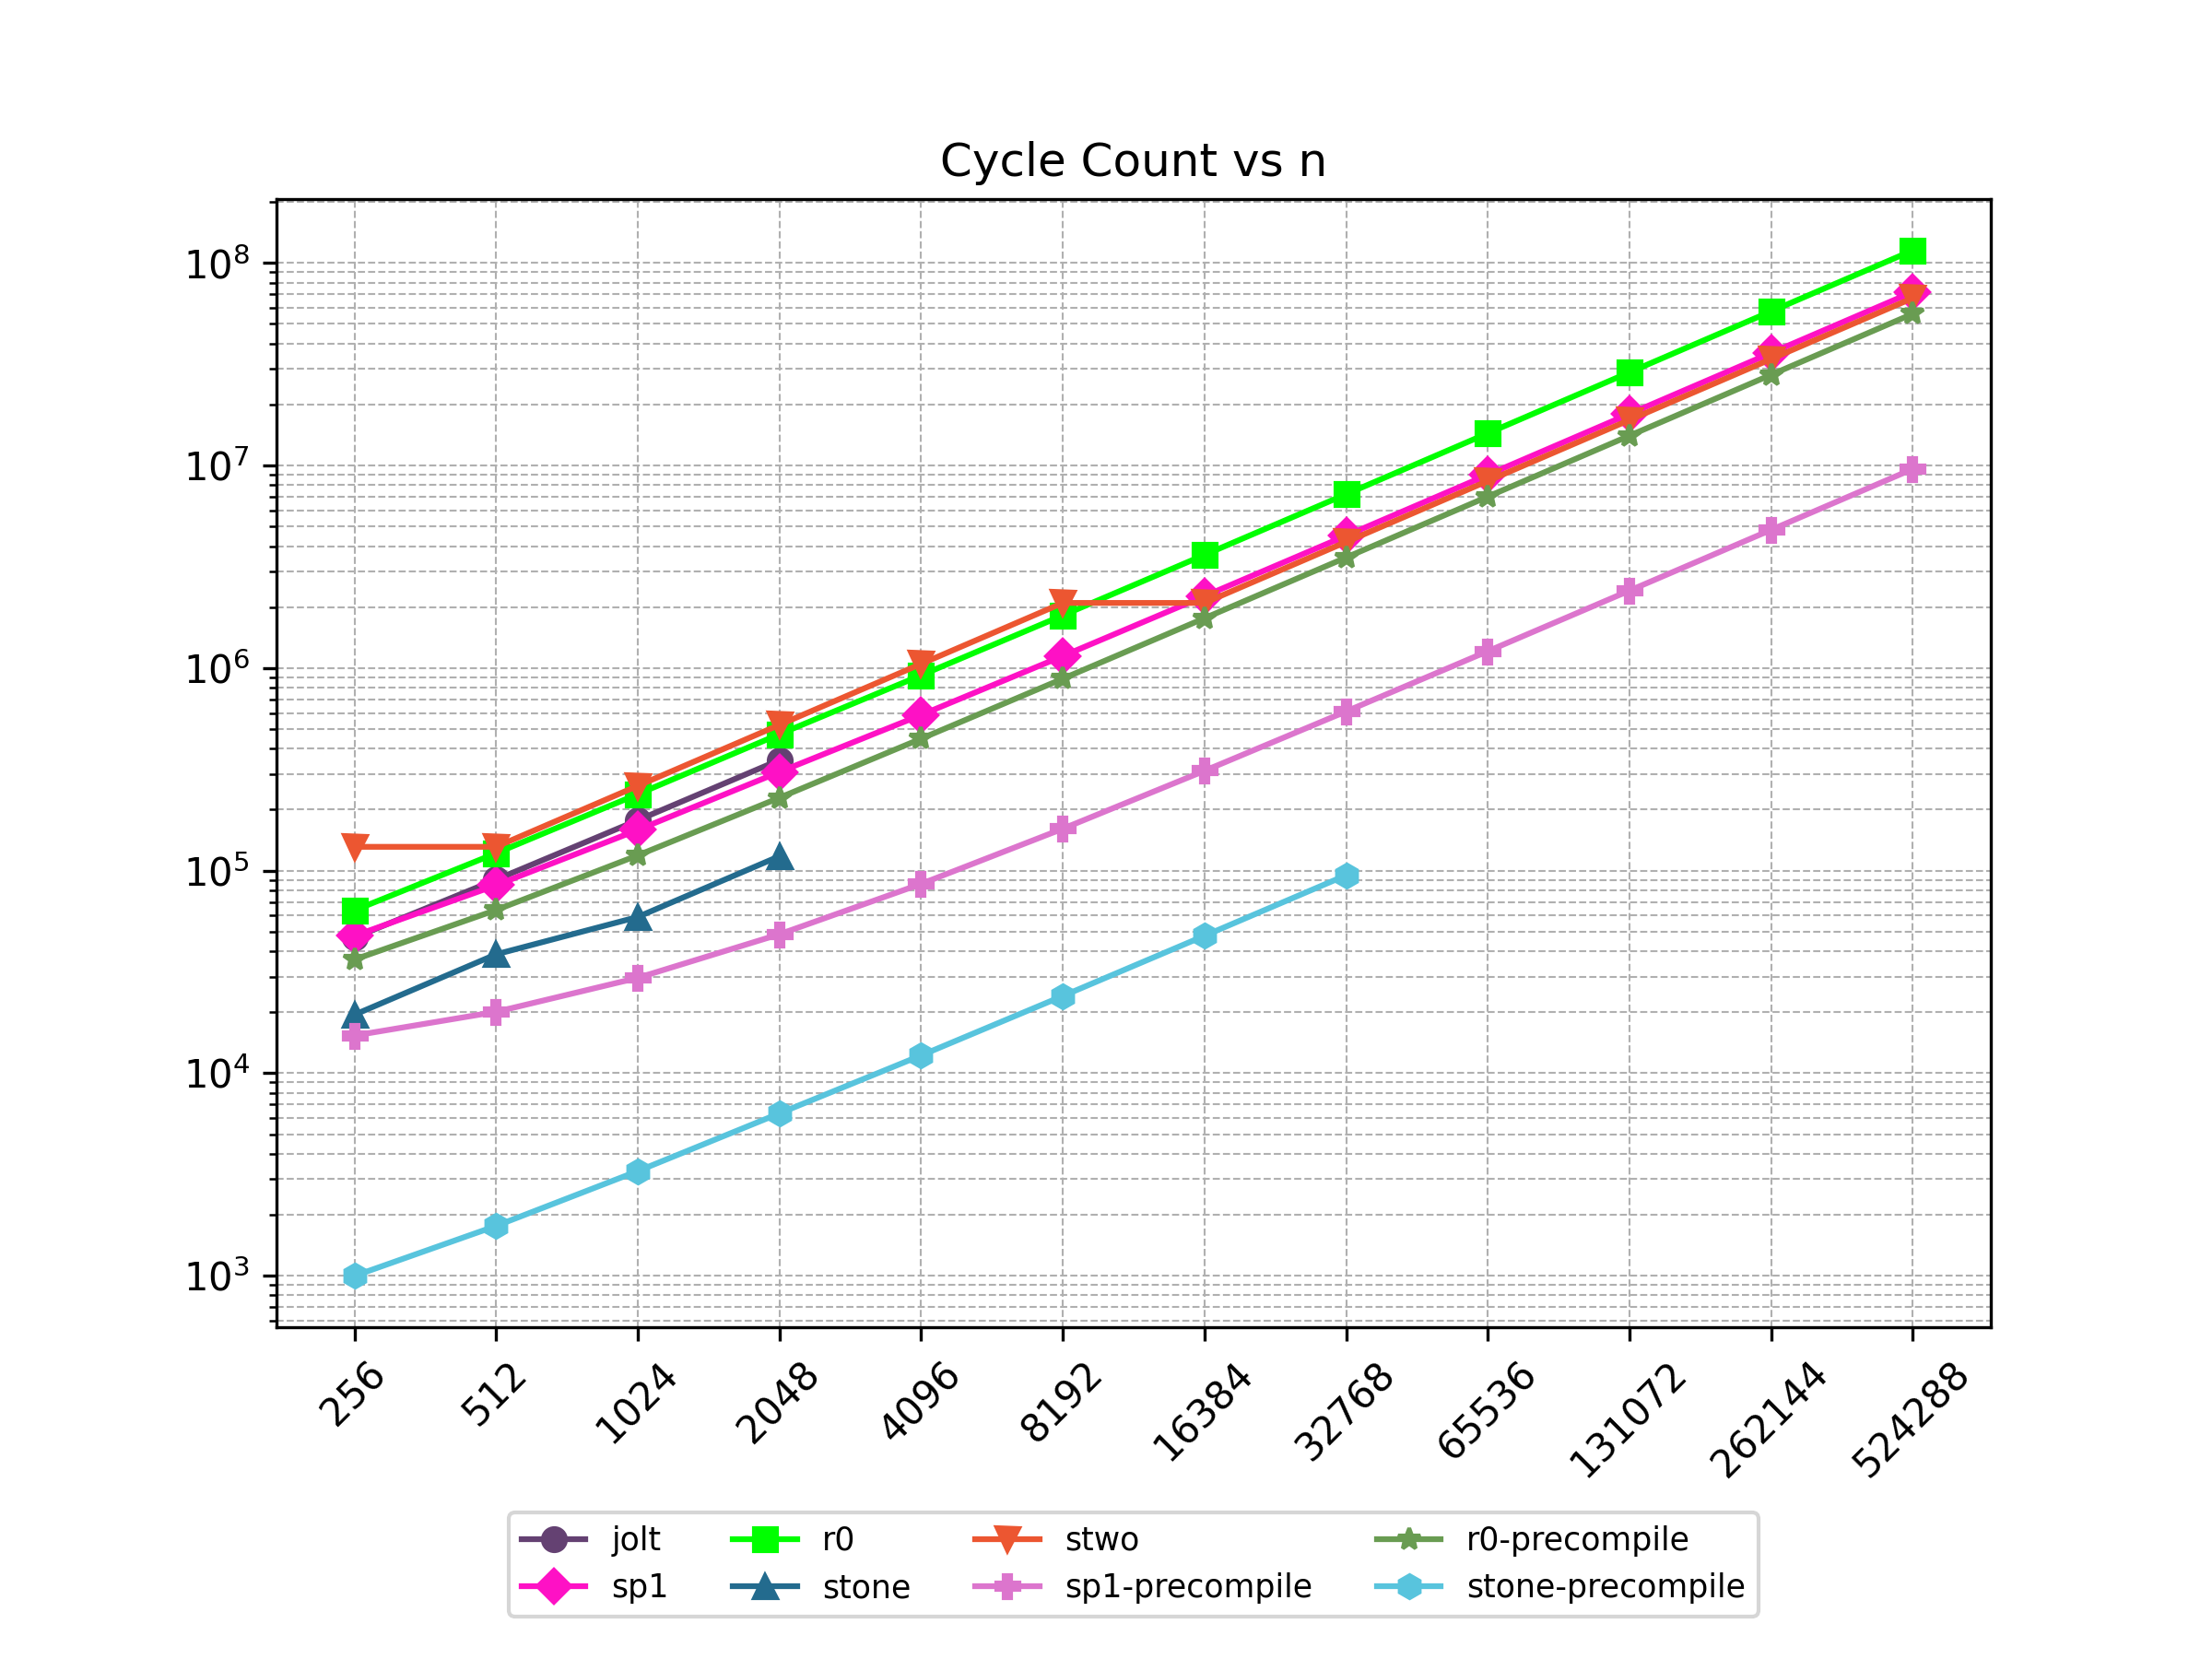 Cycle Count vs n
10⁸
10⁷
10⁶
10⁵
10⁴
10³
256 512 1024 2048 4096 8192 16384 32768 65536 131072 262144 524288
jolt r0 stwo r0-precompile
sp1 stone sp1-precompile stone-precompile